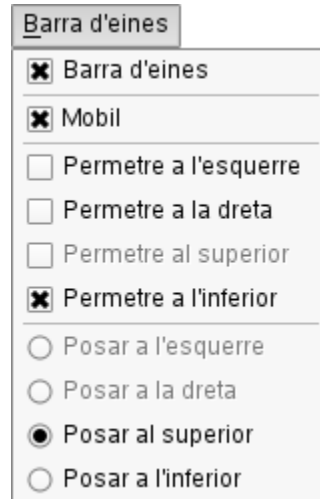 Barra d'eines
Barra d'eines
Mobil
Permetre a l'esquerre
Permetre a la dreta
Permetre al superior
Permetre a l'inferior
Posar a l'esquerre
Posar a la dreta
Posar al superior
Posar a l'inferior